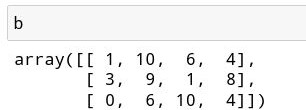 b
array([[ 1, 10,  6,  4],
       [ 3,  9,  1,  8],
       [ 0,  6, 10,  4]])